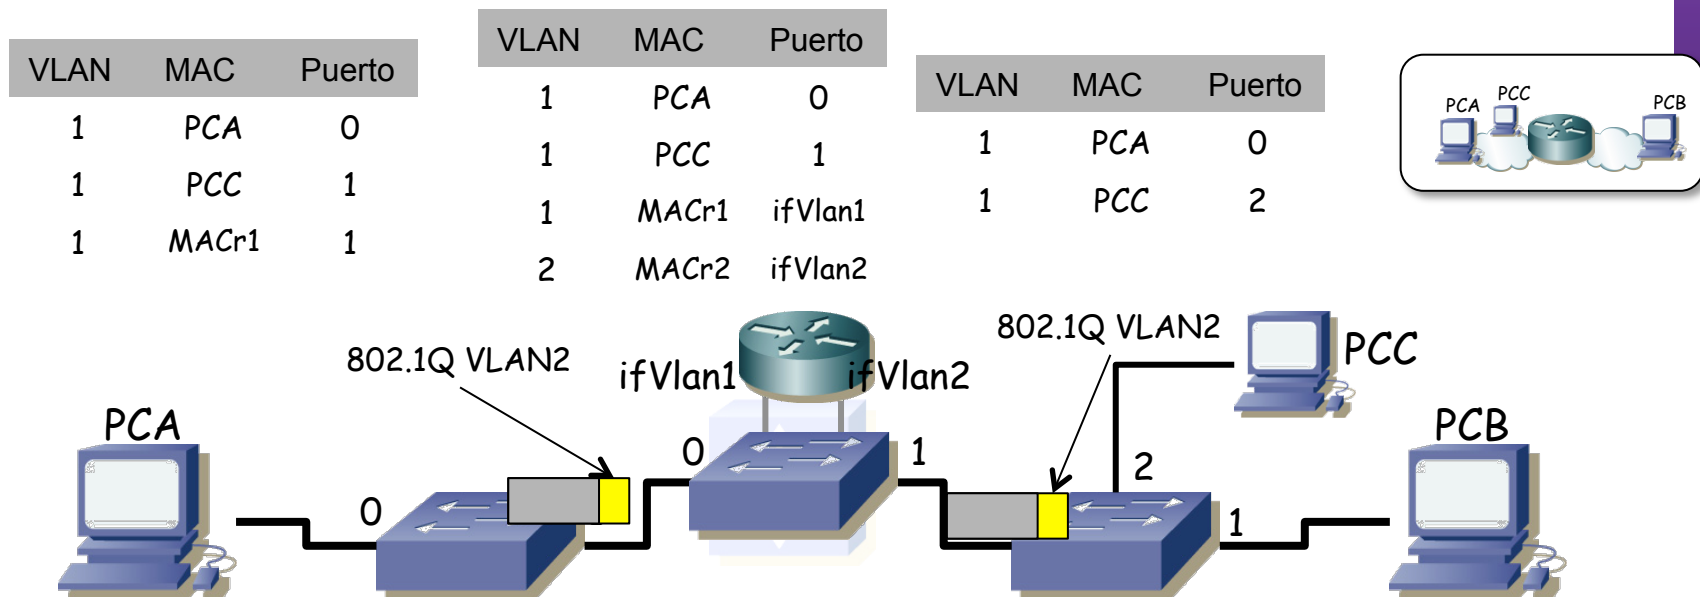 VLAN MAC Puerto
1 PCA 0
1 PCC 1
1 MACr1 1
VLAN MAC Puerto
1 PCA 0
1 PCC 1
1 MACr1 ifVlan1
2 MACr2 ifVlan2
VLAN MAC Puerto
1 PCA 0
1 PCC 2
PCA PCC PCB
802.1Q VLAN2
ifVlan1 ifVlan2
802.1Q VLAN2
PCC
PCA
PCB
0 1 2
0 1